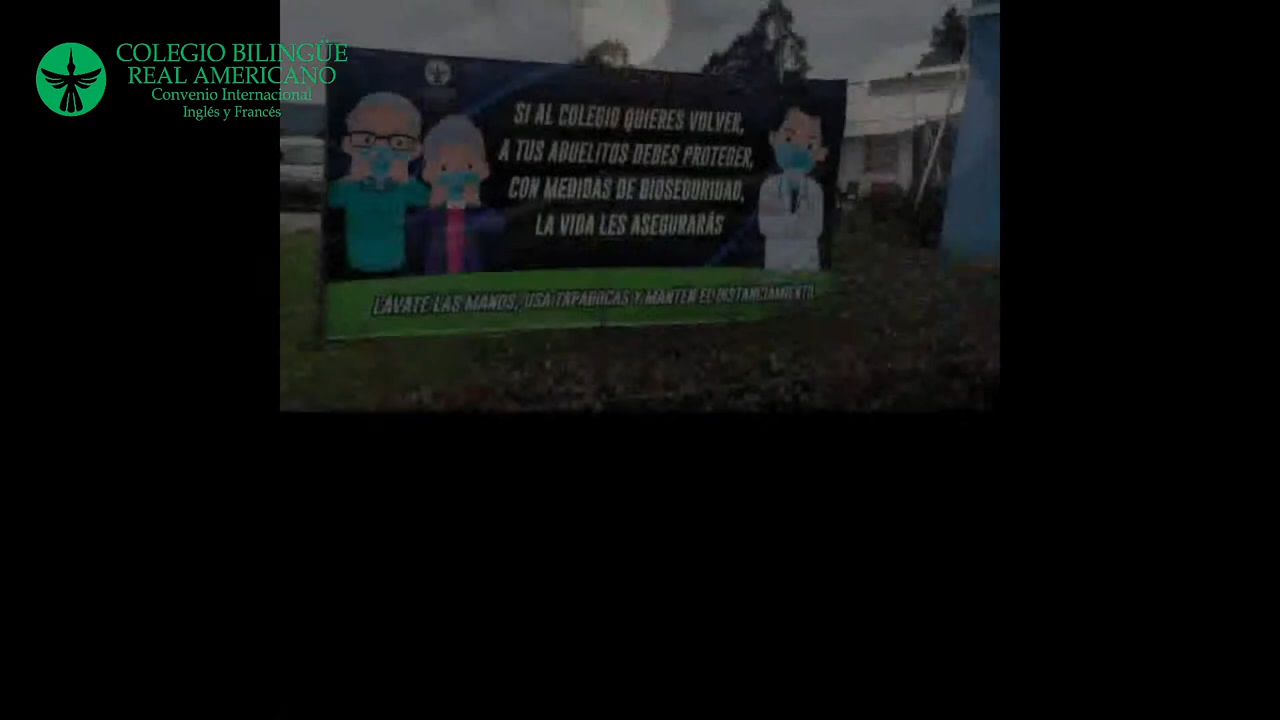 COLEGIO BILINGÜE
REAL AMERICANO
Convenio Internacional
Inglés y Francés
SI AL COLEGIO QUIERES VOLVER,
A TUS ABUELITOS DEBES PROTEGER,
CON MEDIDAS DE BIOSEGURIDAD,
LA VIDA LES ASEGURARÁS
LÁVATE LAS MANOS, USA TAPABOCAS Y MANTÉN EL DISTANCIAMIENTO